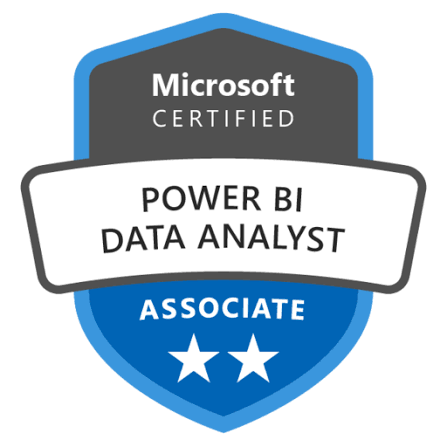 Microsoft
CERTIFIED
POWER BI
DATA ANALYST
ASSOCIATE